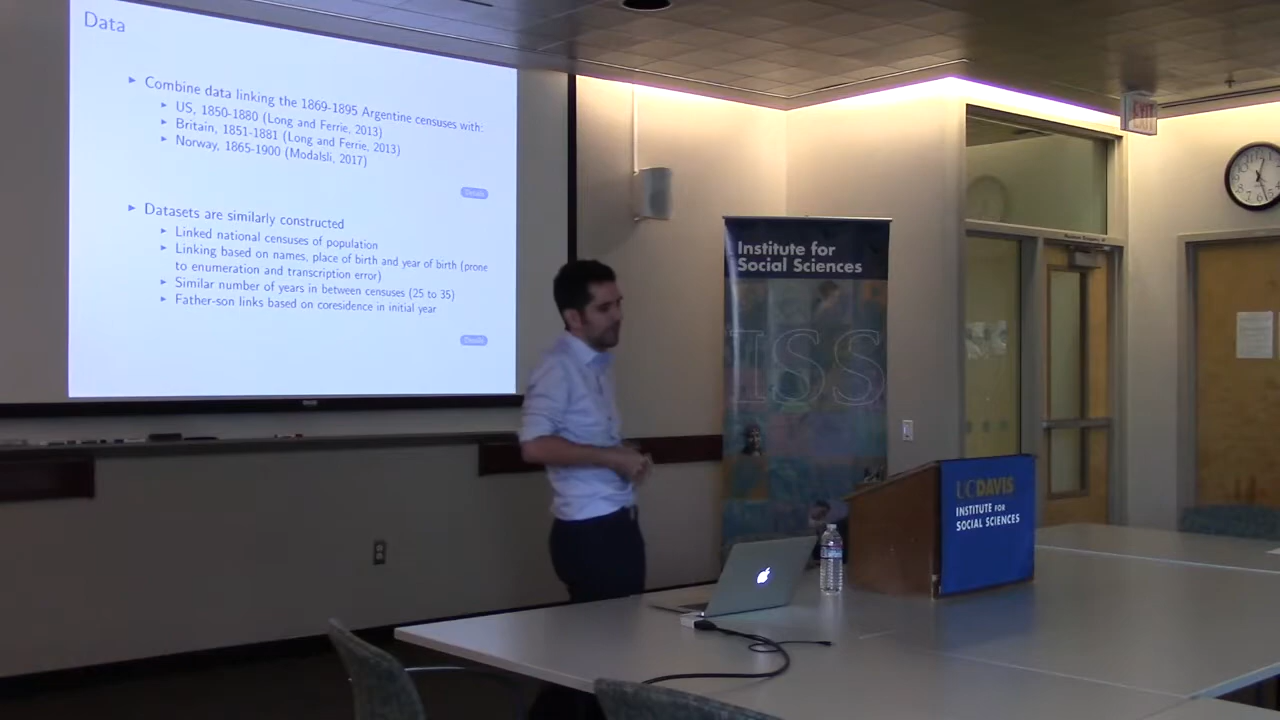 Data
► Combine data linking the 1869-1895 Argentine censuses with:
► US, 1850-1880 (Long and Ferrie, 2013)
► Britain, 1851-1881 (Long and Ferrie, 2013)
► Norway, 1865-1900 (Modalsli, 2017)
Details
► Datasets are similarly constructed
► Linked national censuses of population
► Linking based on names, place of birth and year of birth (prone
to enumeration and transcription error)
► Similar number of years in between censuses (25 to 35)
► Father-son links based on coresidence in initial year
Details
Institute for
Social Sciences
ISS
EXIT
UCDAVIS
INSTITUTE FOR
SOCIAL SCIENCES